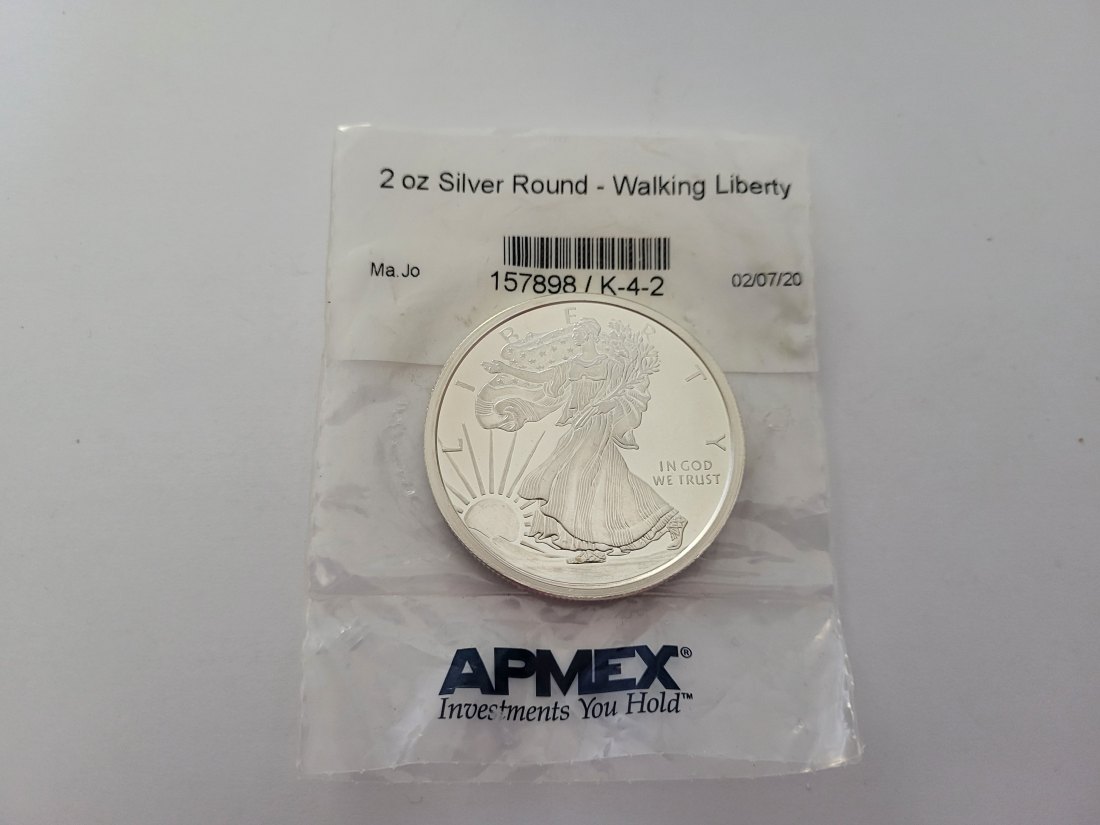 2 oz Silver Round - Walking Liberty
Ma.Jo
157898 / K-4-2
02/07/20
LIBERTY
IN GOD
WE TRUST
APMEX®
Investments You Hold™